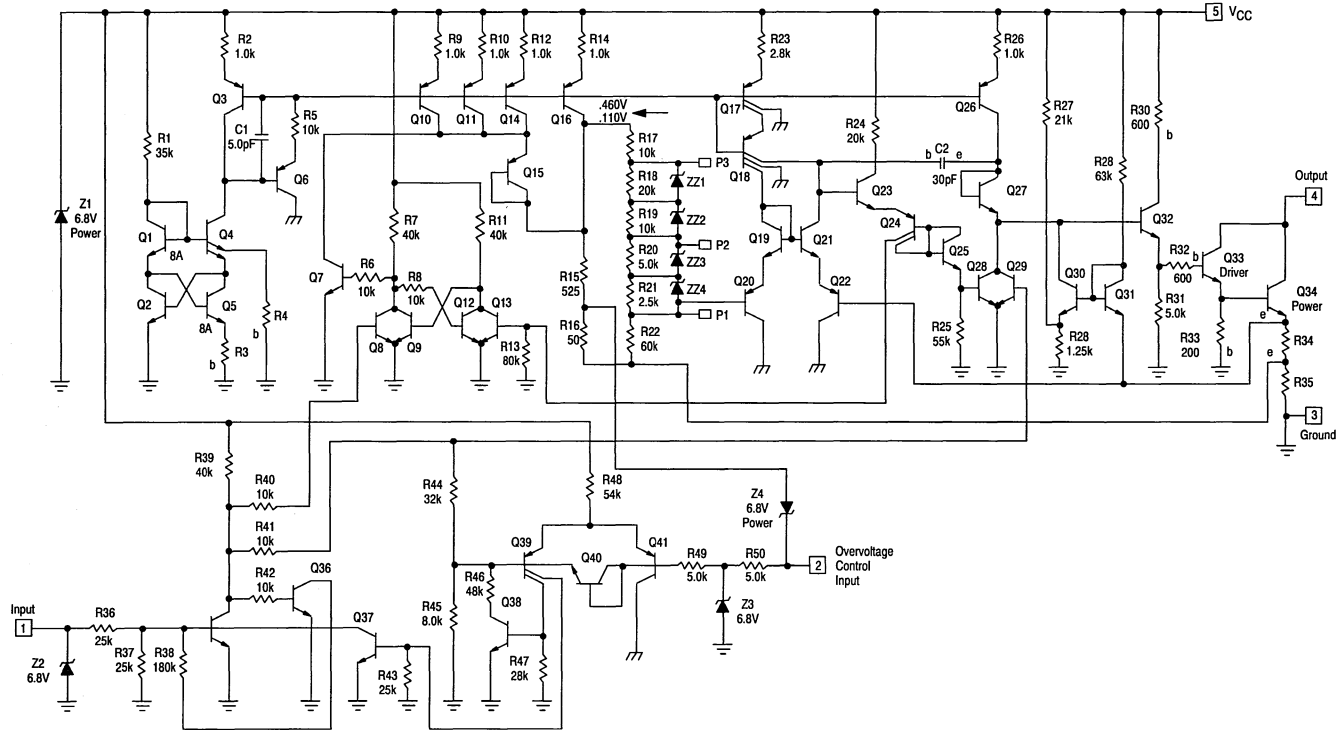 5 VCC
R2
1.0k
R9
1.0k
R10
1.0k
R12
1.0k
R14
1.0k
R23
2.8k
R26
1.0k
Q3
C1
5.0pF
R5
10k
Q6
R1
35k
Z1
6.8V
Power
Q1
8A
Q4
Q2
Q5
8A
R3
b
R4
b
Q10
Q11
Q14
Q16
.460V
.110V
Q15
R7
40k
R11
40k
Q7
R6
10k
R8
10k
Q12
Q13
Q8
Q9
R13
80k
R15
525
R16
50
R17
10k
R18
20k
R19
10k
R20
5.0k
R21
2.5k
R22
60k
ZZ1
ZZ2
ZZ3
ZZ4
P3
P2
P1
Q17
Q18
Q19
Q21
Q20
Q22
R24
20k
b
C2
e
30pF
Q23
Q24
Q25
Q26
Q27
Q28
Q29
R25
55k
R27
21k
R28
63k
R30
600
b
Q30
Q31
R28
1.25k
Q32
R32
600
b
R31
5.0k
Q33
Driver
R33
200
b
Q34
Power
e
R34
e
R35
Output
4
3
Ground
R39
40k
R40
10k
R41
10k
R42
10k
Q36
Input
1
R36
25k
Z2
6.8V
R37
25k
R38
180k
Q37
R43
25k
R44
32k
R45
8.0k
R46
48k
Q38
R47
28k
Q39
Q40
Q41
R48
54k
R49
5.0k
R50
5.0k
Z3
6.8V
Z4
6.8V
Power
2
Overvoltage
Control
Input